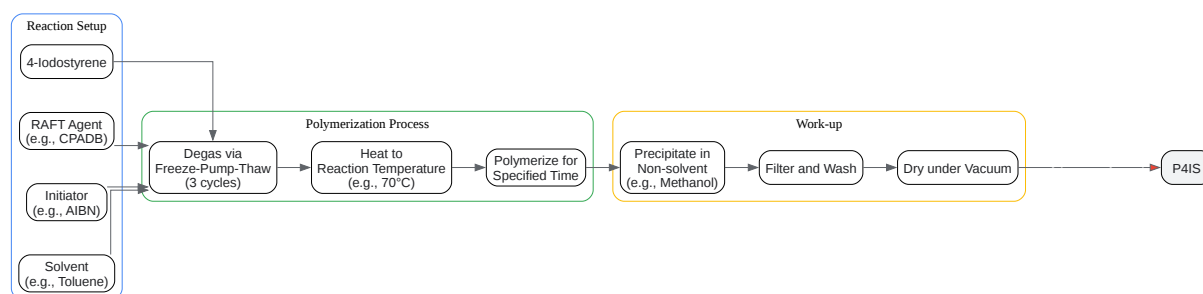 Reaction Setup
4-Iodostyrene
RAFT Agent
(e.g., CPADB)
Initiator
(e.g., AIBN)
Solvent
(e.g., Toluene)
Polymerization Process
Degas via
Freeze-Pump-Thaw
(3 cycles)
Heat to
Reaction Temperature
(e.g., 70°C)
Polymerize for
Specified Time
Work-up
Precipitate in
Non-solvent
(e.g., Methanol)
Filter and Wash
Dry under Vacuum
P4IS